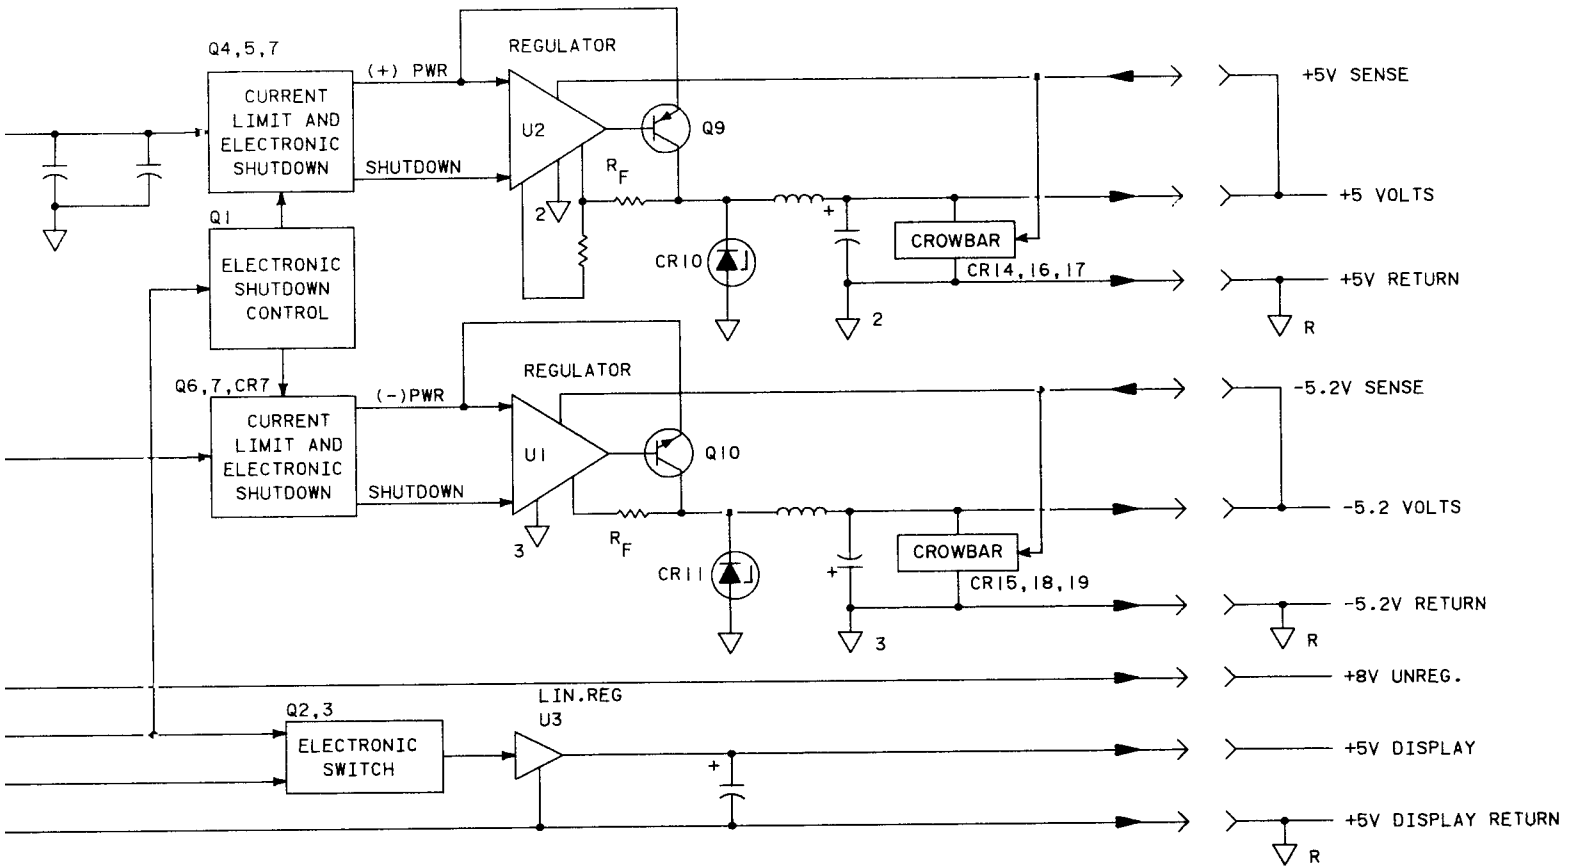 Q4,5,7
CURRENT
LIMIT AND
ELECTRONIC
SHUTDOWN
(+) PWR
SHUTDOWN
REGULATOR
U2
Q9
RF
2
+
CR10
CROWBAR
CR14,16,17
2
+5V SENSE
+5 VOLTS
+5V RETURN
R
Q1
ELECTRONIC
SHUTDOWN
CONTROL
Q6,7,CR7
CURRENT
LIMIT AND
ELECTRONIC
SHUTDOWN
(-)PWR
SHUTDOWN
REGULATOR
U1
Q10
3
RF
CR11
+
CROWBAR
CR15,18,19
3
-5.2V SENSE
-5.2 VOLTS
-5.2V RETURN
R
+8V UNREG.
Q2,3
ELECTRONIC
SWITCH
LIN.REG
U3
+
+5V DISPLAY
+5V DISPLAY RETURN
R